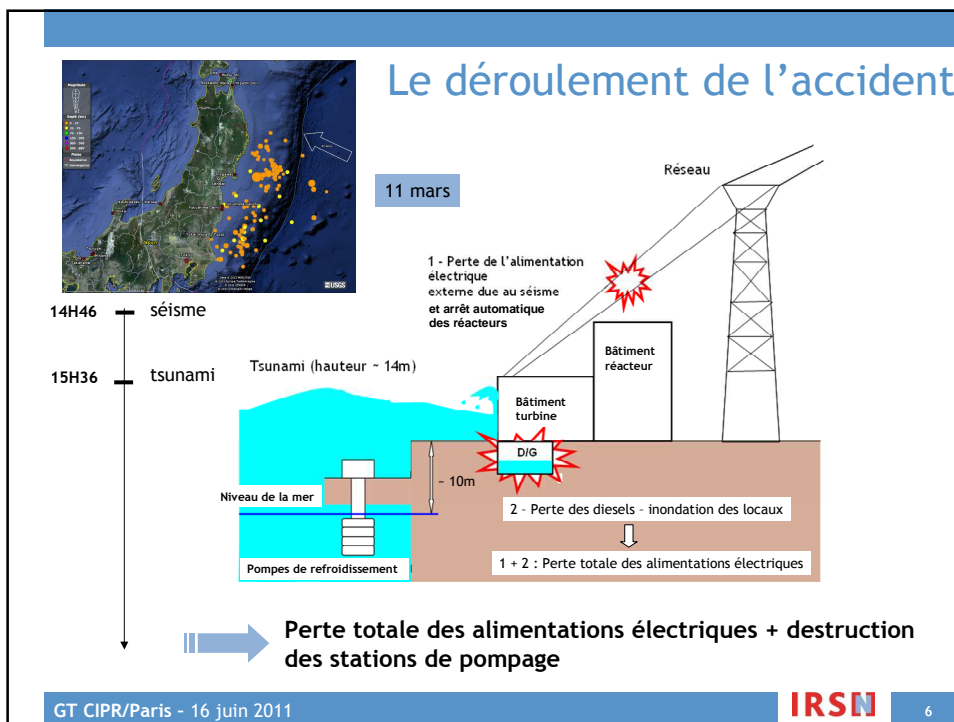 Le déroulement de l’accident
Magnitude
USGS
11 mars
Réseau
1 - Perte de l’alimentation
électrique
externe due au séisme
et arrêt automatique
des réacteurs
14H46
séisme
15H36
tsunami
Tsunami (hauteur ~ 14m)
Bâtiment
réacteur
Bâtiment
turbine
D/G
~ 10m
Niveau de la mer
Pompes de refroidissement
2 – Perte des diesels – inondation des locaux
1 + 2 : Perte totale des alimentations électriques
Perte totale des alimentations électriques + destruction
des stations de pompage
GT CIPR/Paris – 16 juin 2011
IRSN
6